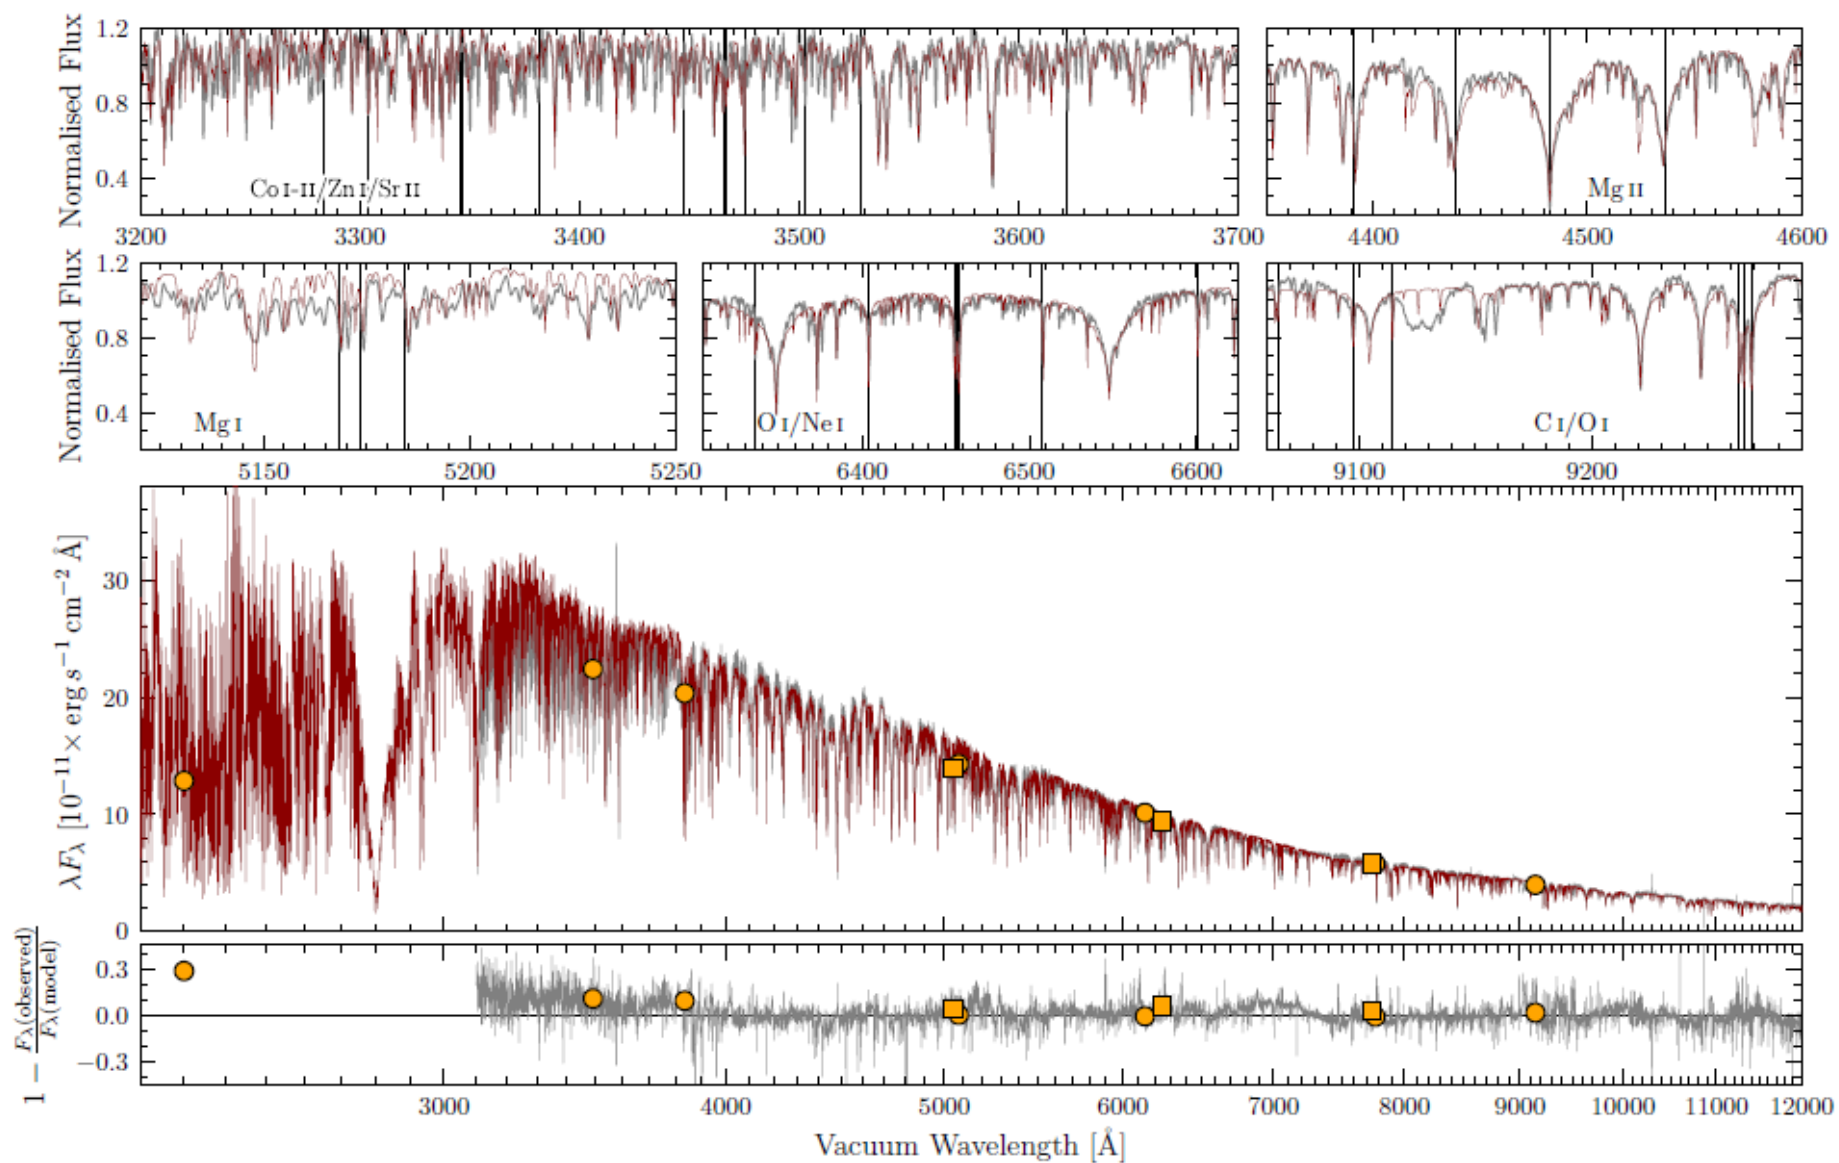 Normalised Flux
1.2
0.8
0.4
Co I-II/Zn I/Sr II
3200 3300 3400 3500 3600 3700
Mg II
4400 4500 4600
Normalised Flux
1.2
0.8
0.4
Mg I
5150 5200 5250
O I/Ne I
6400 6500 6600
C I/O I
9100 9200
λFλ [10⁻¹¹ × erg s⁻¹ cm⁻² Å]
30
20
10
0
1 − Fλ(observed)/Fλ(model)
0.3
0.0
−0.3
3000 4000 5000 6000 7000 8000 9000 10000 11000 12000
Vacuum Wavelength [Å]